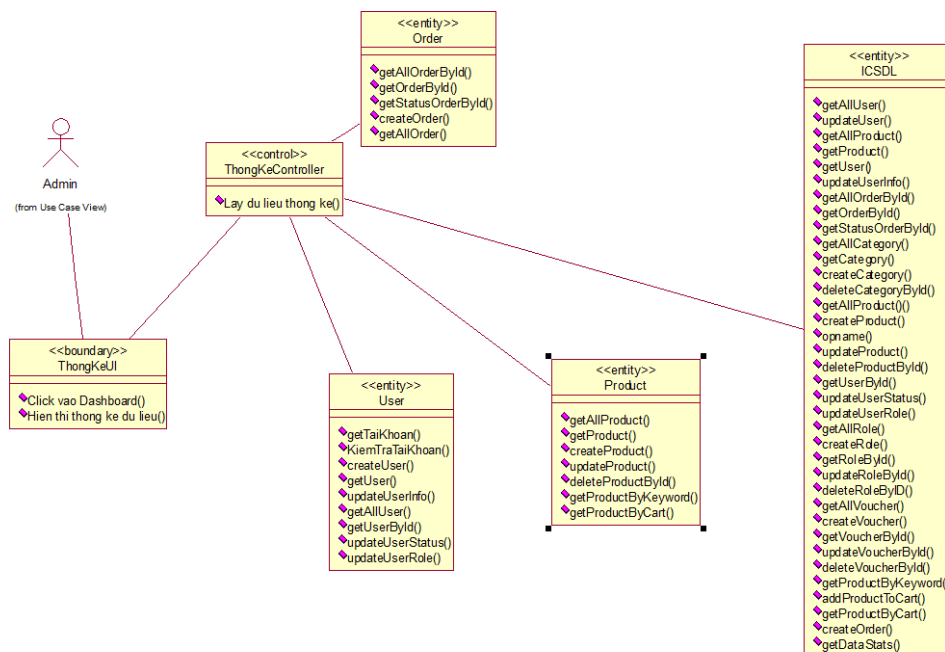 <<entity>>
Order
getAllOrderById()
getOrderById()
getStatusOrderById()
createOrder()
getAllOrder()
<<entity>>
ICSDL
getAllUser()
updateUser()
getAllProduct()
getProduct()
getUser()
updateUserInfo()
getAllOrderById()
getOrderById()
getStatusOrderById()
getAllCategory()
getCategory()
createCategory()
deleteCategoryById()
getAllProduct()()
createProduct()
opname()
updateProduct()
deleteProductById()
getUserById()
updateUserStatus()
updateUserRole()
getAllRole()
createRole()
getRoleById()
updateRoleById()
deleteRoleByID()
getAllVoucher()
createVoucher()
getVoucherById()
updateVoucherById()
deleteVoucherById()
getProductByKeyword(
addProductToCart()
getProductByCart()
createOrder()
getDataStats()
Admin
(from Use Case View)
<<control>>
ThongKeController
Lay du lieu thong ke()
<<boundary>>
ThongKeUI
Click vao Dashboard()
Hien thi thong ke du lieu()
<<entity>>
User
getTaiKhoan()
KiemTraTaiKhoan()
createUser()
getUser()
updateUserInfo()
getAllUser()
getUserById()
updateUserStatus()
updateUserRole()
<<entity>>
Product
getAllProduct()
getProduct()
createProduct()
updateProduct()
deleteProductById()
getProductByKeyword()
getProductByCart()